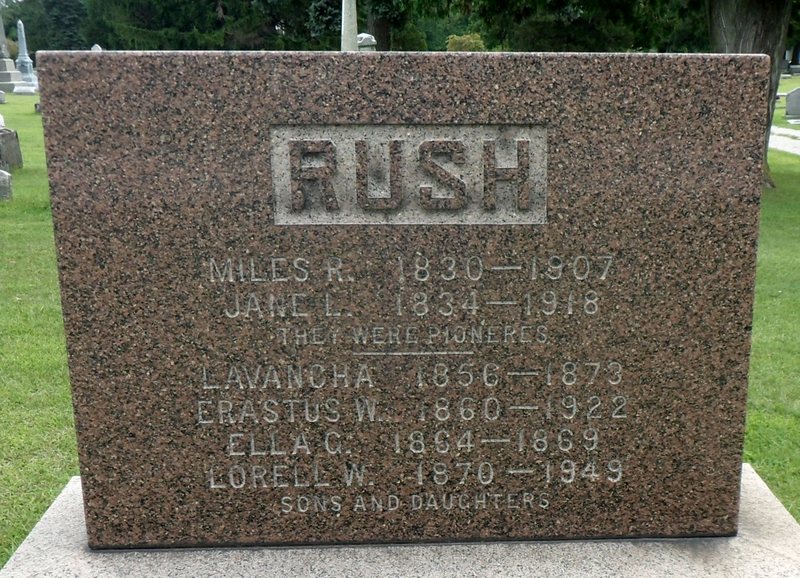 RUSH
MILES R. 1830—1907
JANE L. 1834—1918
THEY WERE PIONERES
LAVANCHA 1856—1873
ERASTUS W. 1860—1922
ELLA G. 1864—1869
LORELL W. 1870—1949
SONS AND DAUGHTERS